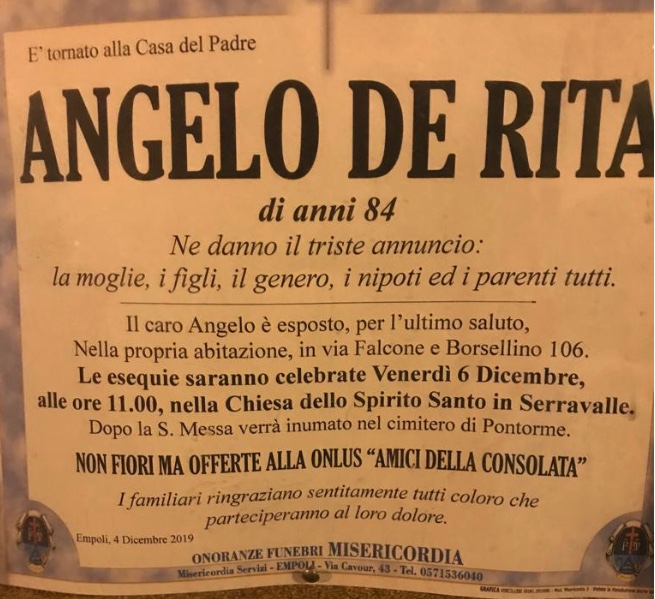 E' tornato alla Casa del Padre
ANGELO DE RITA
di anni 84
Ne danno il triste annuncio:
la moglie, i figli, il genero, i nipoti ed i parenti tutti.
Il caro Angelo è esposto, per l'ultimo saluto,
Nella propria abitazione, in via Falcone e Borsellino 106.
Le esequie saranno celebrate Venerdì 6 Dicembre,
alle ore 11.00, nella Chiesa dello Spirito Santo in Serravalle.
Dopo la S. Messa verrà inumato nel cimitero di Pontorme.
NON FIORI MA OFFERTE ALLA ONLUS "AMICI DELLA CONSOLATA"
I familiari ringraziano sentitamente tutti coloro che
parteciperanno al loro dolore.
Empoli, 4 Dicembre 2019
ONORANZE FUNEBRI MISERICORDIA
Misericordia Servizi - EMPOLI - Via Cavour, 43 - Tel. 0571536040
GRAFICA